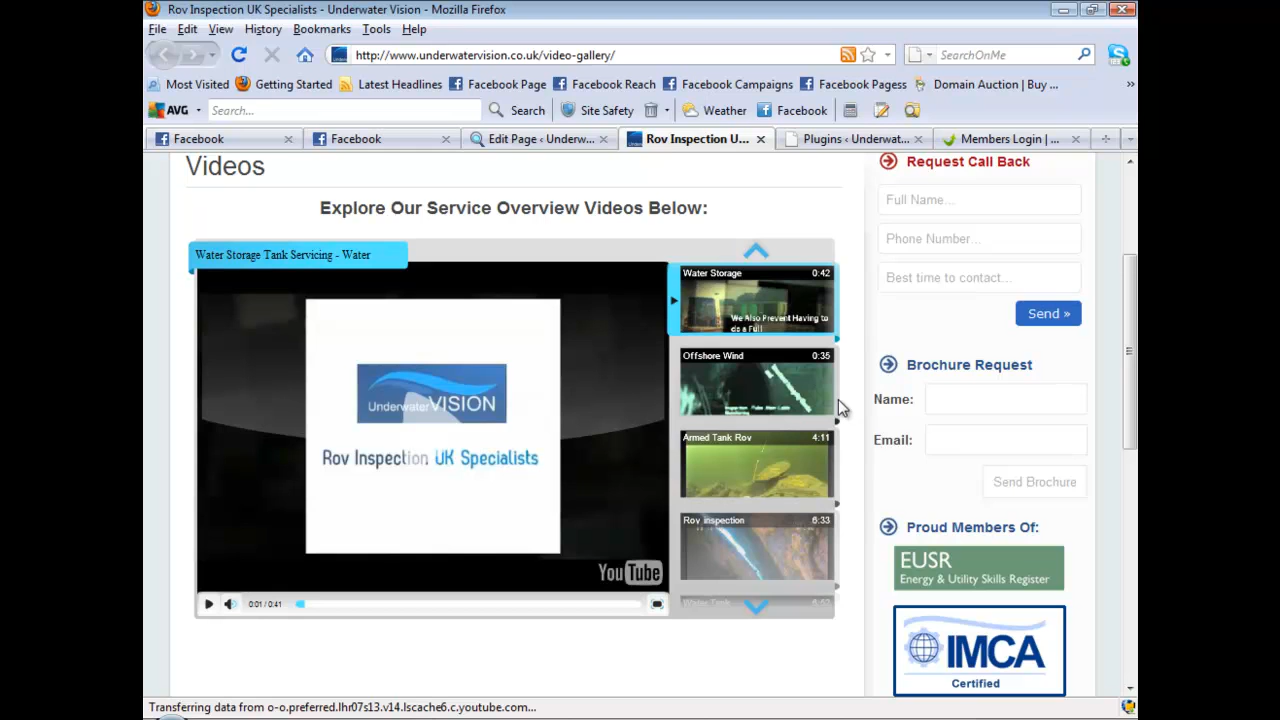 Rov Inspection UK Specialists - Underwater Vision - Mozilla Firefox
File Edit View History Bookmarks Tools Help
http://www.underwatervision.co.uk/video-gallery/
SearchOnMe
Most Visited Getting Started Latest Headlines Facebook Page Facebook Reach Facebook Campaigns Facebook Pagess Domain Auction | Buy ... »
AVG Search... Search Site Safety Weather Facebook
Facebook Facebook Edit Page ‹ Underw... Rov Inspection U... Plugins ‹ Underwat... Members Login | ...
Videos
Explore Our Service Overview Videos Below:
Water Storage Tank Servicing - Water
UnderwaterVISION
Rov Inspection UK Specialists
YouTube
0:01 / 0:41
Water Storage 0:42
We Also Prevent Having to
do a Full
Offshore Wind 0:35
Armed Tank Rov 4:11
Rov inspection 6:33
Water Tank
Request Call Back
Full Name...
Phone Number...
Best time to contact...
Send »
Brochure Request
Name:
Email:
Send Brochure
Proud Members Of:
EUSR
Energy & Utility Skills Register
IMCA
Certified
Transferring data from o-o.preferred.lhr07s13.v14.lscache6.c.youtube.com...